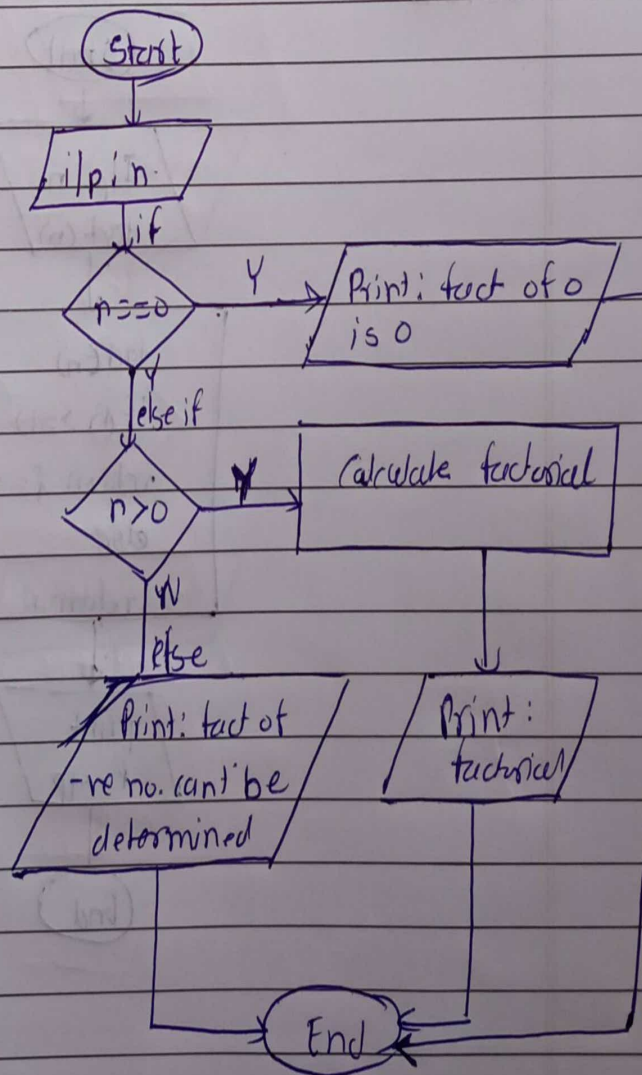 Start
i/p: n
if
n==0
Y
Print: fact of 0
is 0
Y
else if
n>0
Y
Calculate factorial
N
else
Print: fact of
-ve no. can't be
determined
Print:
factorial
End